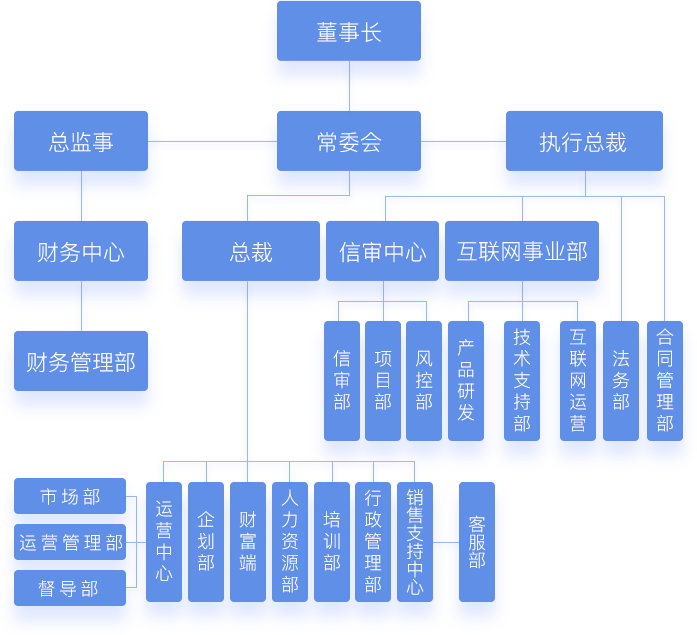 董事长
总监事
常委会
执行总裁
财务中心
总裁
信审中心
互联网事业部
财务管理部
信审部
项目部
风控部
产品研发
技术支持部
互联网运营
法务部
合同管理部
市场部
运营管理部
督导部
运营中心
企划部
财富端
人力资源部
培训部
行政管理部
销售支持中心
客服部